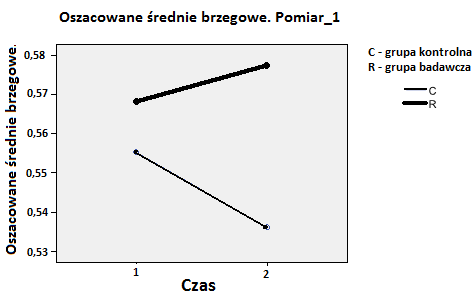 Oszacowane średnie brzegowe. Pomiar_1
C - grupa kontrolna
R - grupa badawcza
C
R
Oszacowane średnie brzegowe.
0,58
0,57
0,56
0,55
0,54
0,53
1
2
Czas